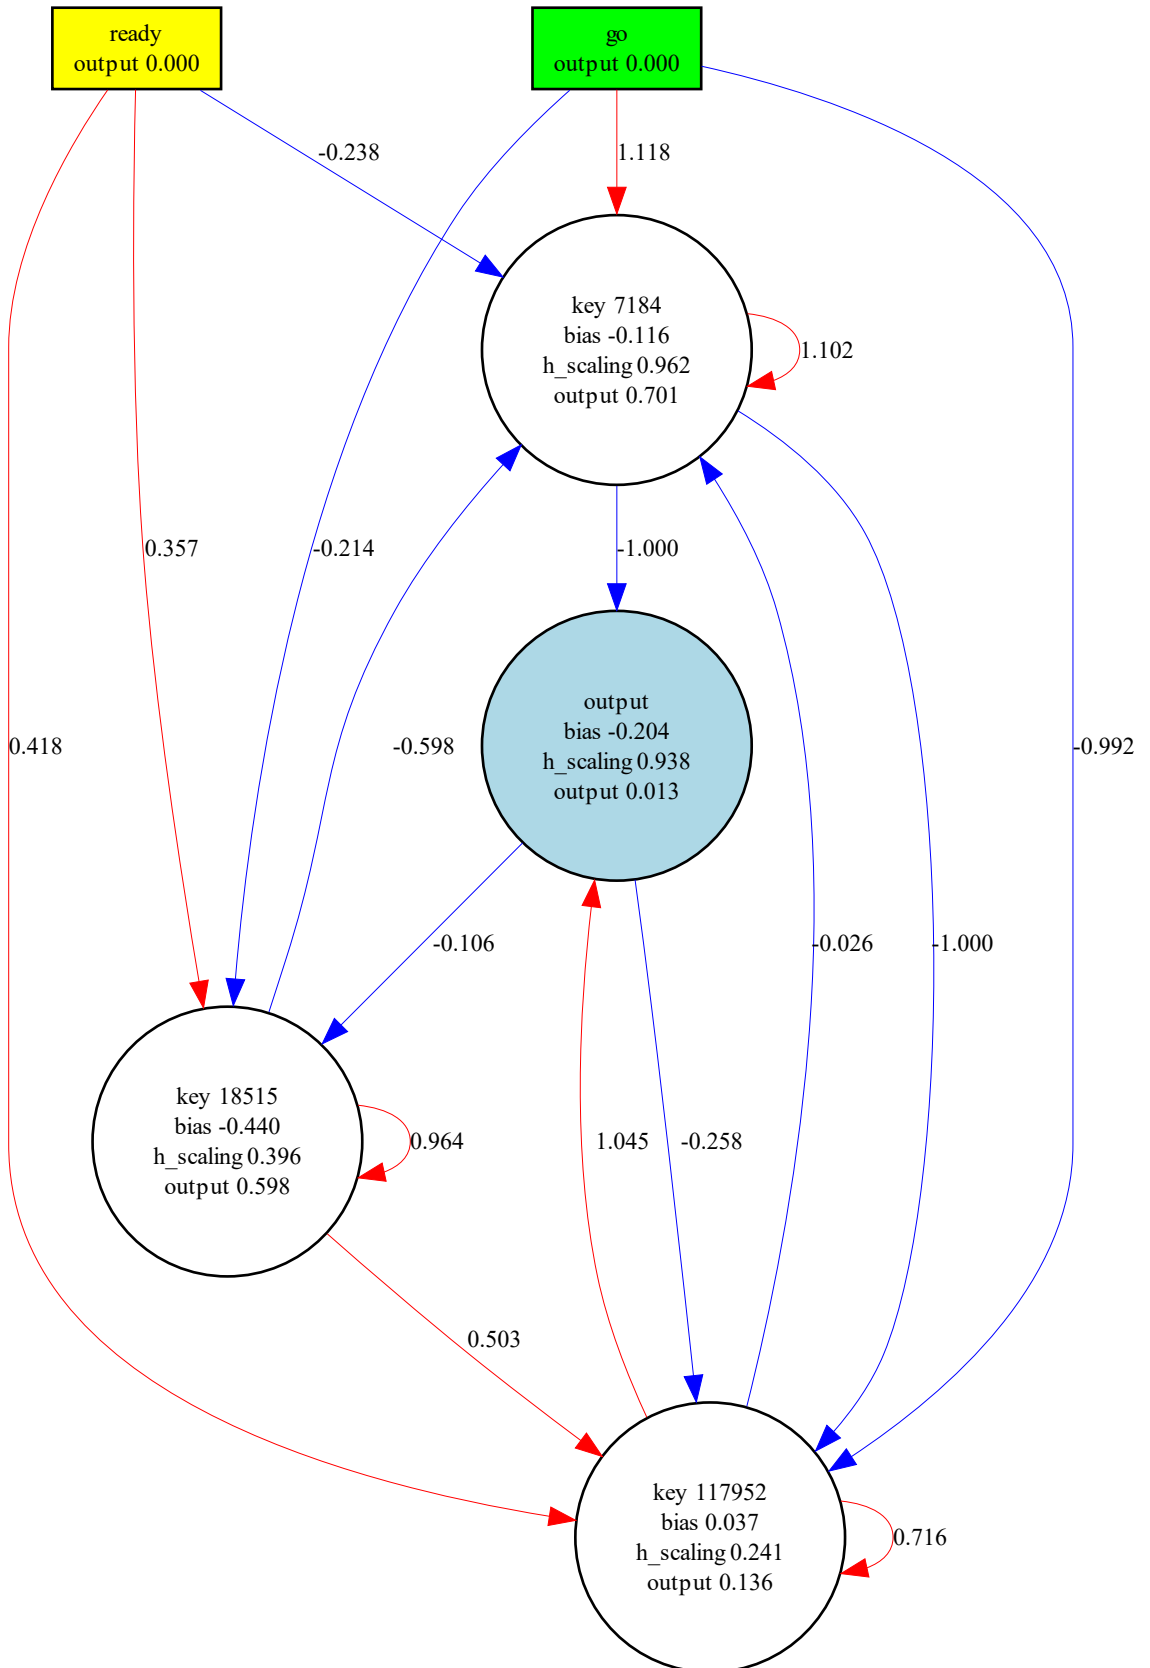 ready
output 0.000
go
output 0.000
-0.238
1.118
key 7184
bias -0.116
h_scaling 0.962
output 0.701
1.102
0.357
-0.214
-1.000
output
bias -0.204
h_scaling 0.938
output 0.013
0.418
-0.598
-0.992
-0.106
-0.026
-1.000
key 18515
bias -0.440
h_scaling 0.396
output 0.598
0.964
1.045
-0.258
0.503
key 117952
bias 0.037
h_scaling 0.241
output 0.136
0.716